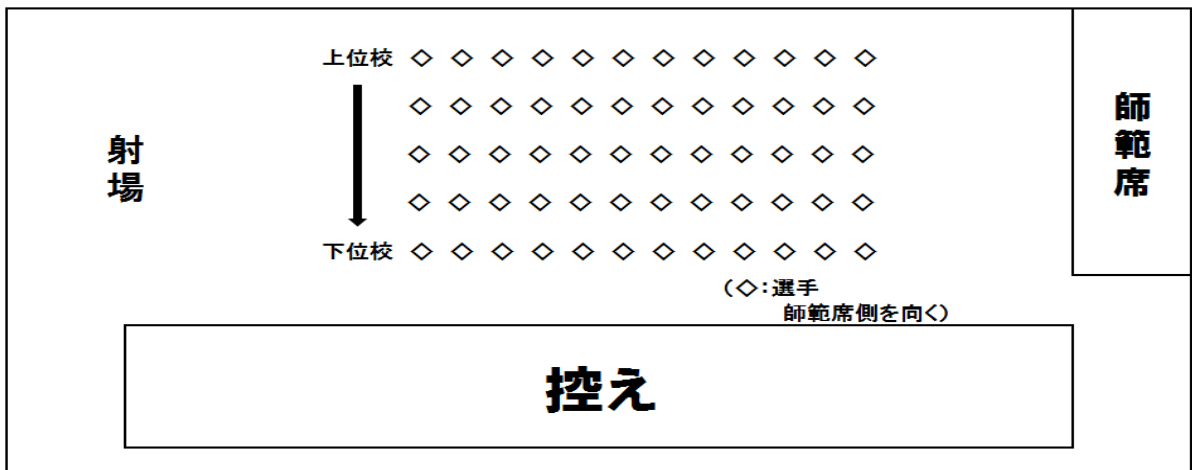 上位校 ◇ ◇ ◇ ◇ ◇ ◇ ◇ ◇ ◇ ◇ ◇ ◇
◇ ◇ ◇ ◇ ◇ ◇ ◇ ◇ ◇ ◇ ◇ ◇
◇ ◇ ◇ ◇ ◇ ◇ ◇ ◇ ◇ ◇ ◇ ◇
◇ ◇ ◇ ◇ ◇ ◇ ◇ ◇ ◇ ◇ ◇ ◇
下位校 ◇ ◇ ◇ ◇ ◇ ◇ ◇ ◇ ◇ ◇ ◇ ◇
(◇:選手
師範席側を向く)
射場
師範席
控え